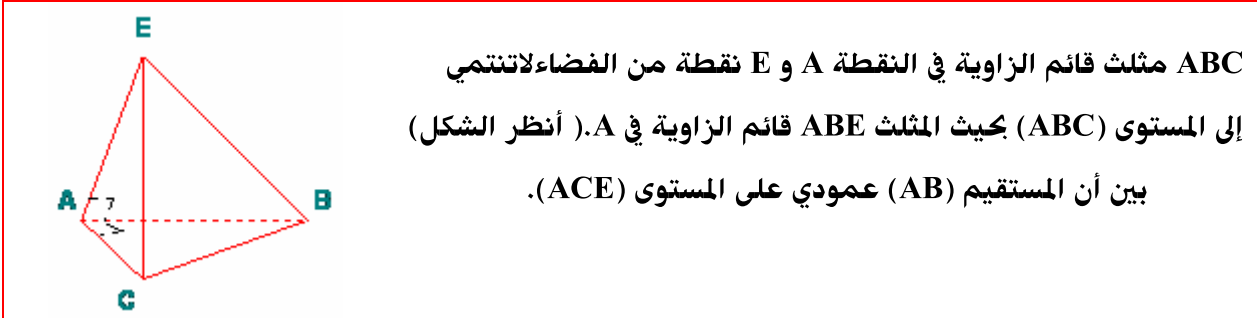 ABC مثلث قائم الزاوية في النقطة A و E نقطة من الفضاءلاتنتمي
إلى المستوى (ABC) بحيث المثلث ABE قائم الزاوية في A.( أنظر الشكل)
بين أن المستقيم (AB) عمودي على المستوى (ACE).
E
A
B
C